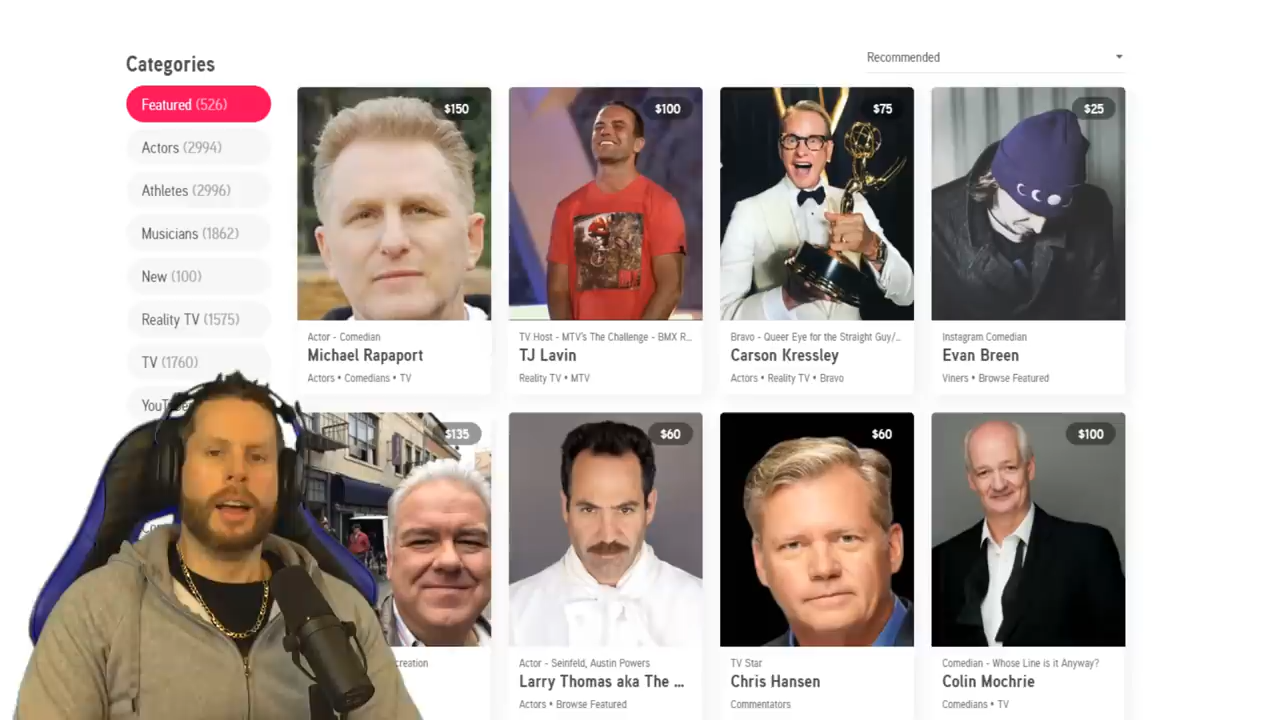 Categories
Recommended
Featured (526)
Actors (2994)
Athletes (2996)
Musicians (1862)
New (100)
Reality TV (1575)
TV (1760)
$150
Actor - Comedian
Michael Rapaport
Actors • Comedians • TV
$100
TV Host - MTV's The Challenge - BMX R...
TJ Lavin
Reality TV • MTV
$75
Bravo - Queer Eye for the Straight Guy/...
Carson Kressley
Actors • Reality TV • Bravo
$25
Instagram Comedian
Evan Breen
Viners • Browse Featured
$135
creation
$60
Actor - Seinfeld, Austin Powers
Larry Thomas aka The ...
Actors • Browse Featured
$60
TV Star
Chris Hansen
Commentators
$100
Comedian - Whose Line is it Anyway?
Colin Mochrie
Comedians • TV